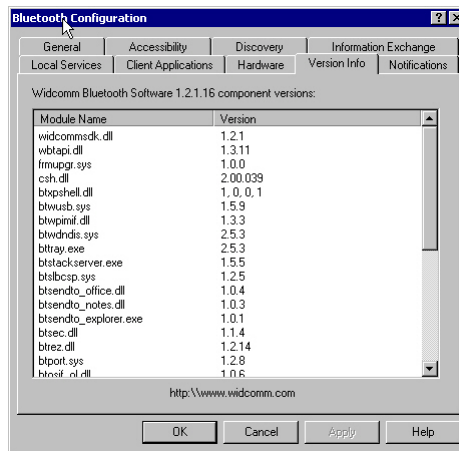 Bluetooth Configuration
General Accessibility Discovery Information Exchange
Local Services Client Applications Hardware Version Info Notifications
Widcomm Bluetooth Software 1.2.1.16 component versions:
Module Name Version
widcommsdk.dll 1.2.1
wbtapi.dll 1.3.11
frmupgr.sys 1.0.0
csh.dll 2.00.039
btxpshell.dll 1, 0, 0, 1
btwusb.sys 1.5.9
btwpimif.dll 1.3.3
btwdndis.sys 2.5.3
bttray.exe 2.5.3
btstackserver.exe 1.5.5
btslbcsp.sys 1.2.5
btsendto_office.dll 1.0.4
btsendto_notes.dll 1.0.3
btsendto_explorer.exe 1.0.1
btsec.dll 1.1.4
btrez.dll 1.2.14
btport.sys 1.2.8
btosif_ol.dll 1.0.6
http:\\www.widcomm.com
OK Cancel Apply Help